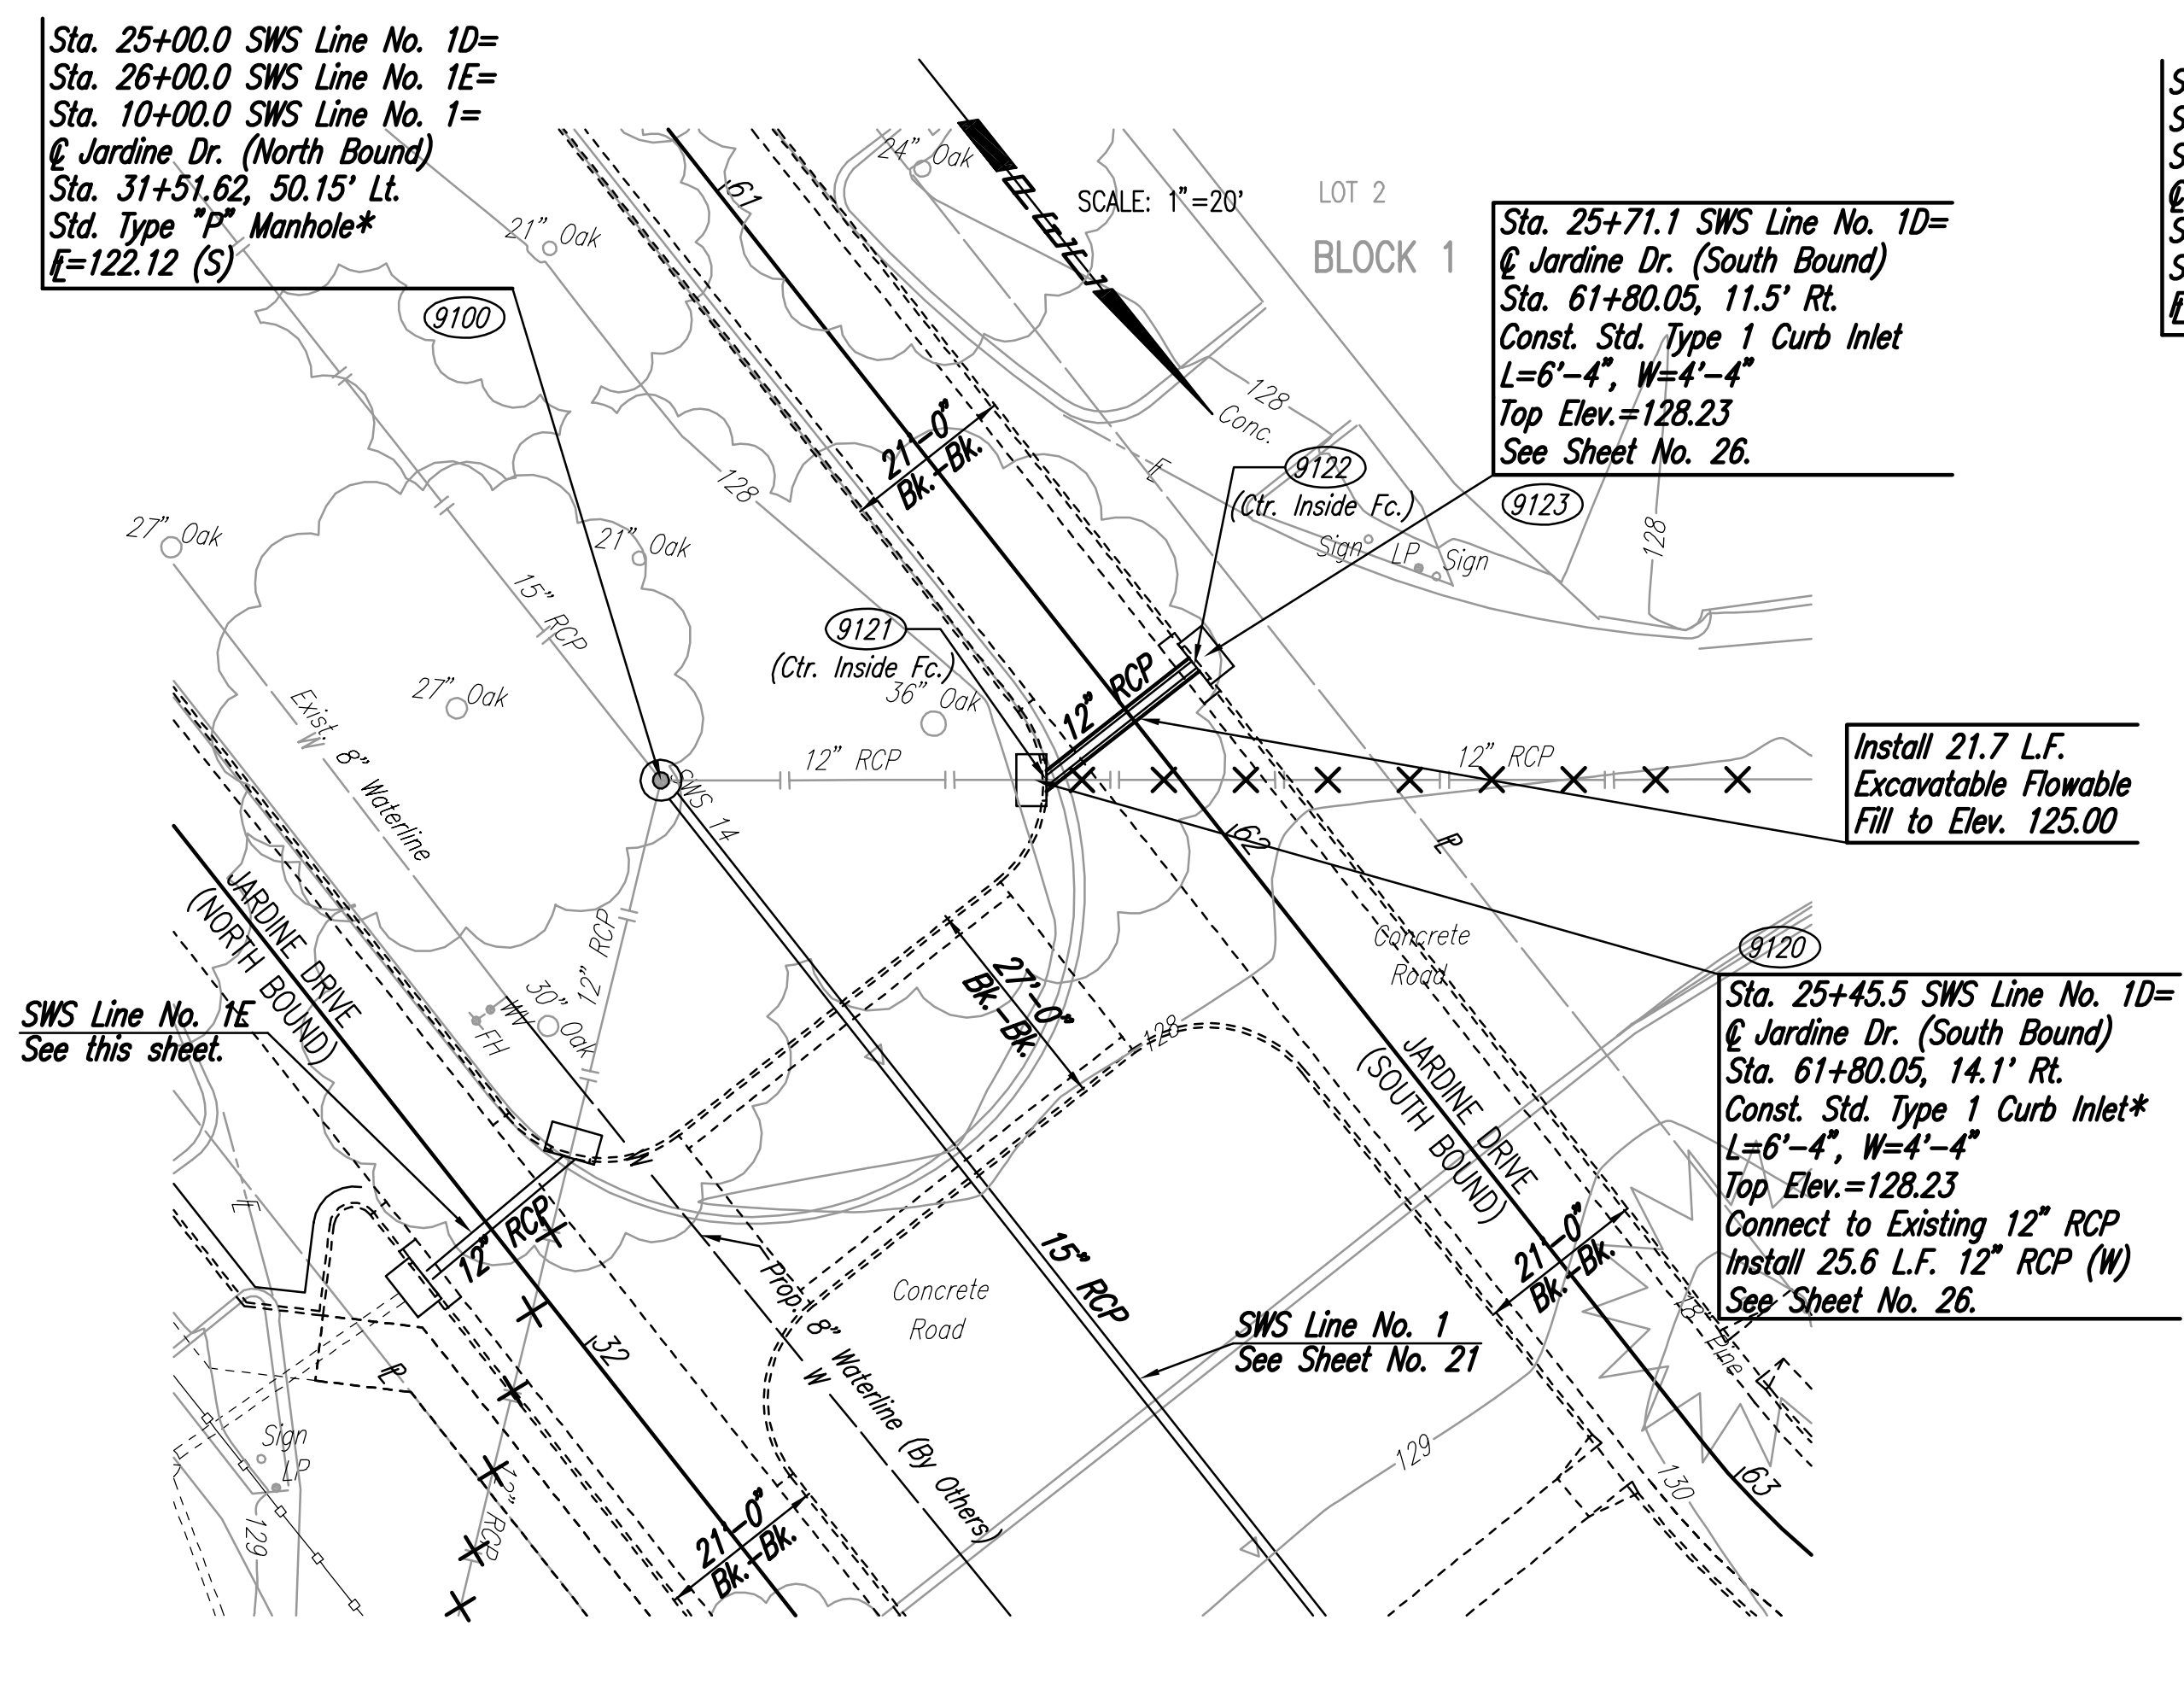 Sta. 25+00.0 SWS Line No. 1D=
Sta. 26+00.0 SWS Line No. 1E=
Sta. 10+00.0 SWS Line No. 1=
℄ Jardine Dr. (North Bound)
Sta. 31+51.62, 50.15' Lt.
Std. Type "P" Manhole*
FL=122.12 (S)
9100
61
24" Oak
SCALE: 1"=20'
LOT 2
BLOCK 1
21" Oak
Sta. 25+71.1 SWS Line No. 1D=
℄ Jardine Dr. (South Bound)
Sta. 61+80.05, 11.5' Rt.
Const. Std. Type 1 Curb Inlet
L=6'-4", W=4'-4"
Top Elev.=128.23
See Sheet No. 26.
9123
128
Conc.
21'-0"
Bk.-Bk.
FL
9122
(Ctr. Inside Fc.)
128
128
Sign
LP
Sign
27" Oak
21" Oak
15" RCP
9121
(Ctr. Inside Fc.)
36" Oak
27" Oak
12" RCP
12" RCP
12" RCP
Exist. 8" Waterline
W
SWS 14
62
PL
Install 21.7 L.F.
Excavatable Flowable
Fill to Elev. 125.00
JARDINE DRIVE
(NORTH BOUND)
12" RCP
Concrete
Road
9120
Sta. 25+45.5 SWS Line No. 1D=
℄ Jardine Dr. (South Bound)
Sta. 61+80.05, 14.1' Rt.
Const. Std. Type 1 Curb Inlet*
L=6'-4", W=4'-4"
Top Elev.=128.23
Connect to Existing 12" RCP
Install 25.6 L.F. 12" RCP (W)
See Sheet No. 26.
27'-0"
Bk.-Bk.
SWS Line No. 1E
See this sheet.
WV
FH
30" Oak
128
JARDINE DRIVE
(SOUTH BOUND)
W
FL
12" RCP
15" RCP
21'-0"
Bk.-Bk.
Prop. 8" Waterline (By Others)
W
Concrete
Road
SWS Line No. 1
See Sheet No. 21
18" Pine
32
PL
Sign
LP
129
12" RCP
129
130
63
21'-0"
Bk.-Bk.